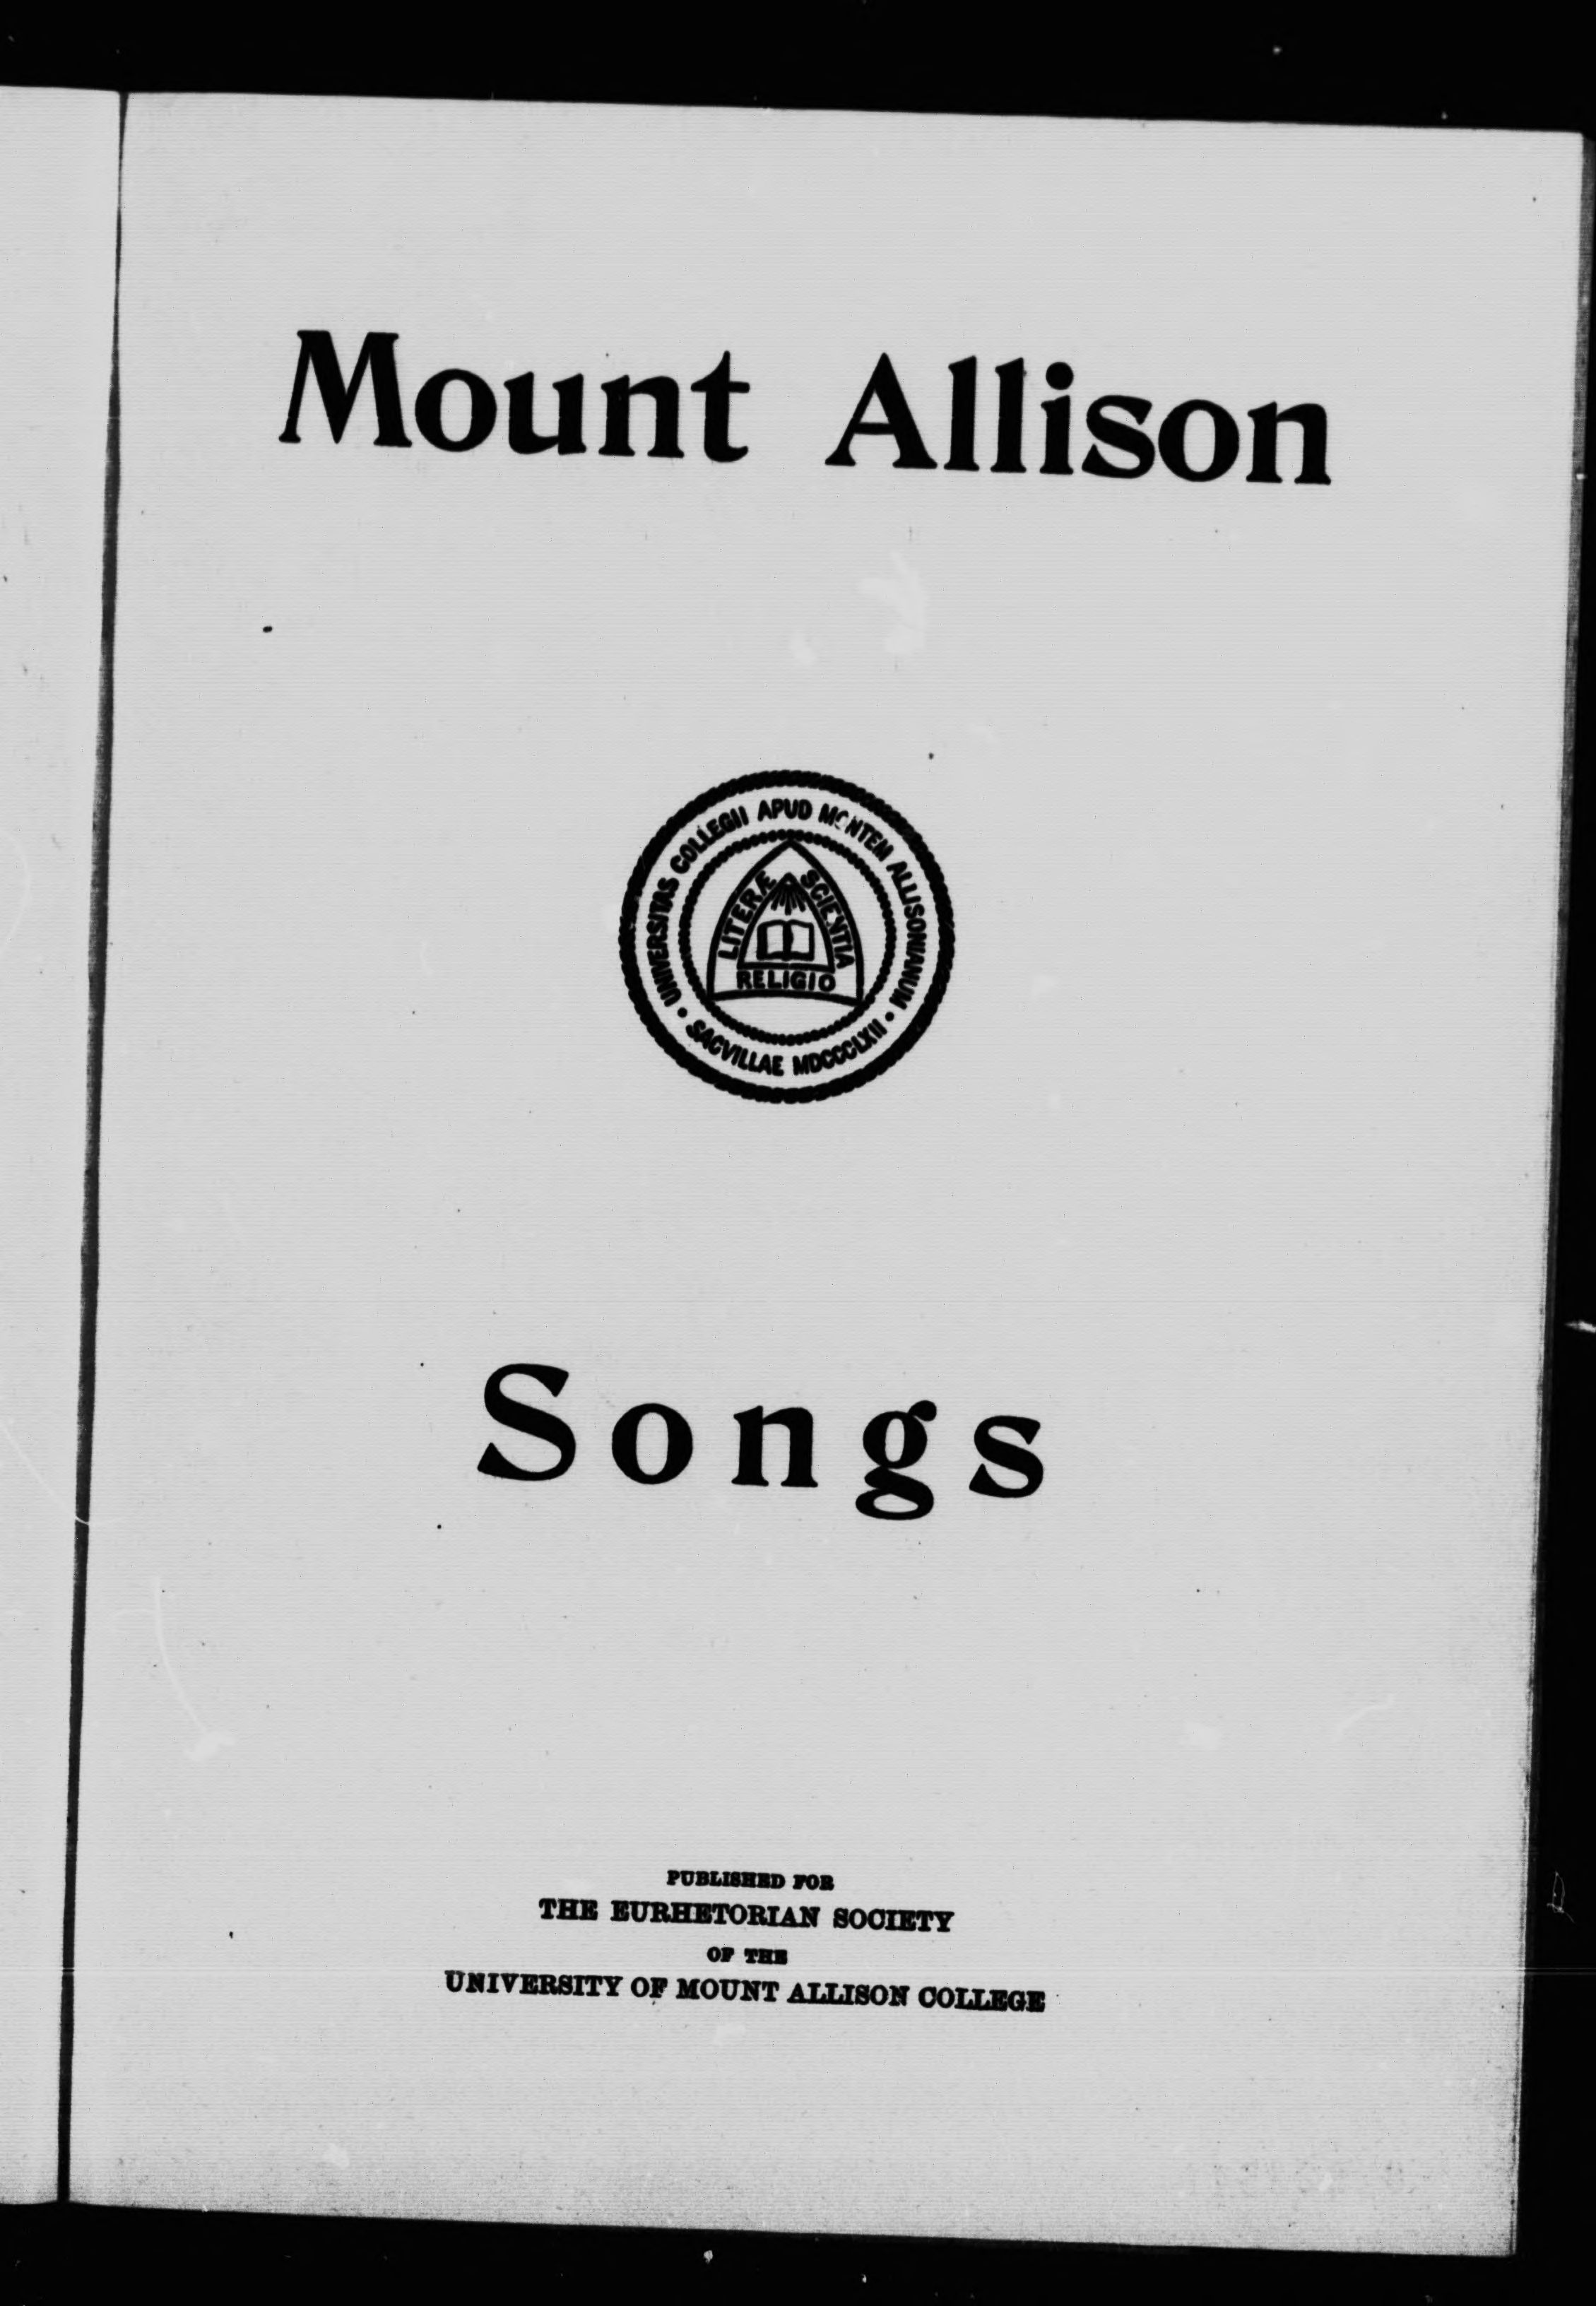 Mount Allison
UNIVERSITAS COLLEGII APUD MONTEM ALLISONIANUM
LITERÆ SCIENTIA
RELIGIO
SACVILLAE MDCCCLXII
Songs
PUBLISHED FOR
THE EURHETORIAN SOCIETY
OF THE
UNIVERSITY OF MOUNT ALLISON COLLEGE